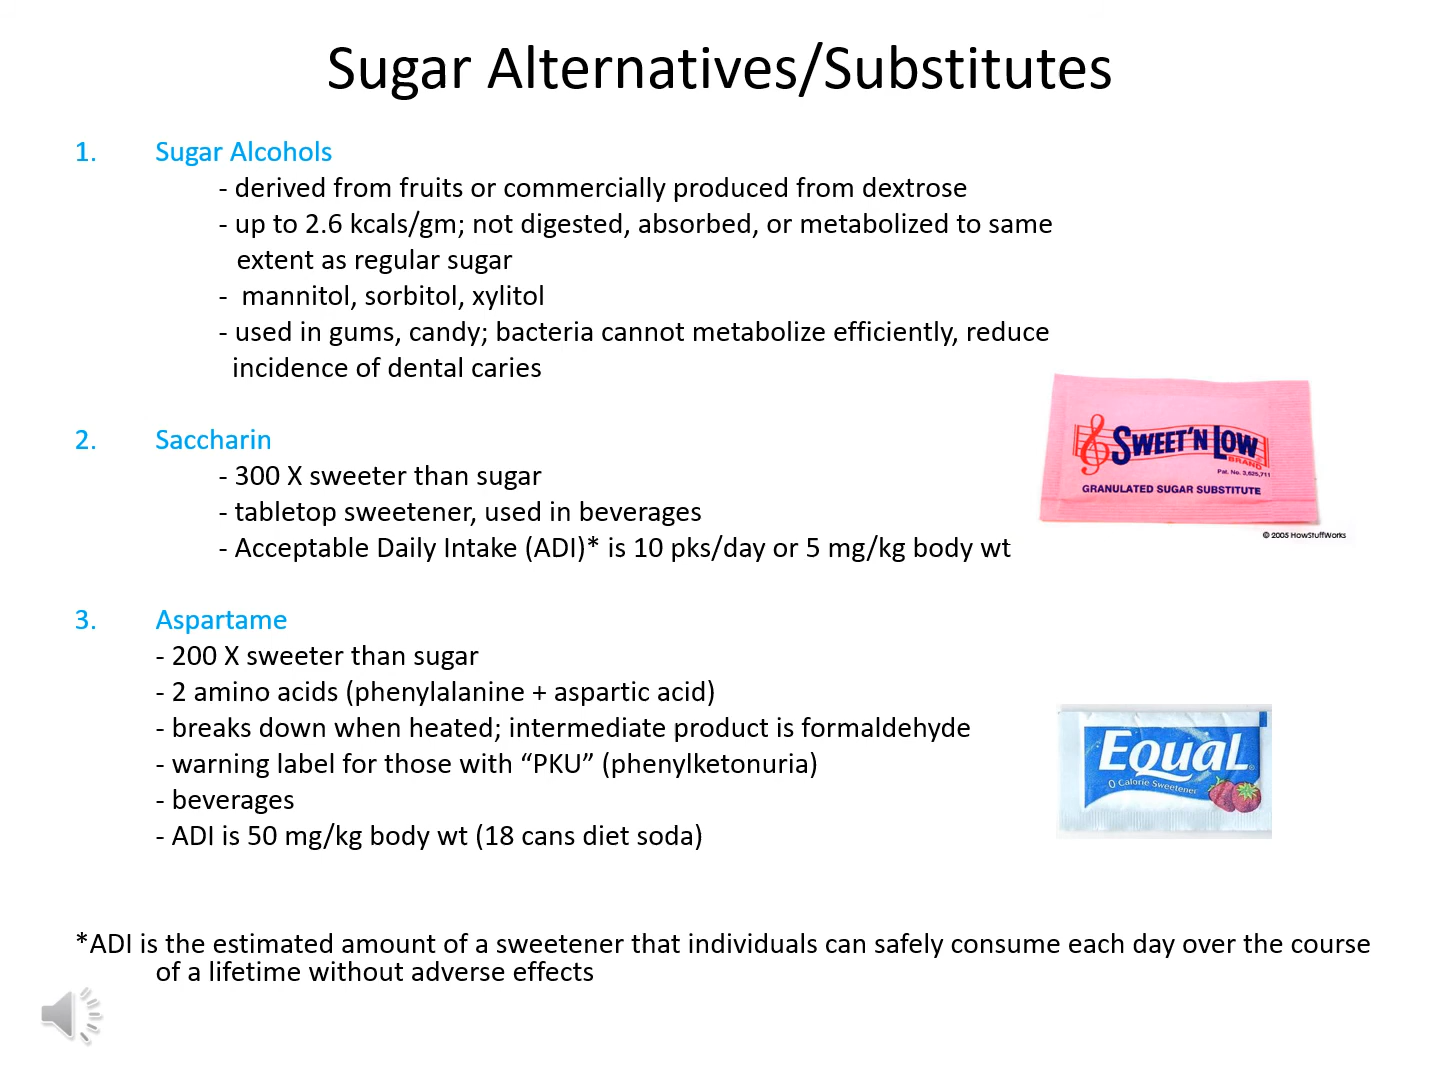 Sugar Alternatives/Substitutes
1. Sugar Alcohols
- derived from fruits or commercially produced from dextrose
- up to 2.6 kcals/gm; not digested, absorbed, or metabolized to same
extent as regular sugar
- mannitol, sorbitol, xylitol
- used in gums, candy; bacteria cannot metabolize efficiently, reduce
incidence of dental caries
2. Saccharin
- 300 X sweeter than sugar
- tabletop sweetener, used in beverages
- Acceptable Daily Intake (ADI)* is 10 pks/day or 5 mg/kg body wt
SWEET'N LOW
BRAND
Pat. No. 3,625,711
GRANULATED SUGAR SUBSTITUTE
© 2005 HowStuffWorks
3. Aspartame
- 200 X sweeter than sugar
- 2 amino acids (phenylalanine + aspartic acid)
- breaks down when heated; intermediate product is formaldehyde
- warning label for those with “PKU” (phenylketonuria)
- beverages
- ADI is 50 mg/kg body wt (18 cans diet soda)
Equal
0 Calorie Sweetener
*ADI is the estimated amount of a sweetener that individuals can safely consume each day over the course
of a lifetime without adverse effects